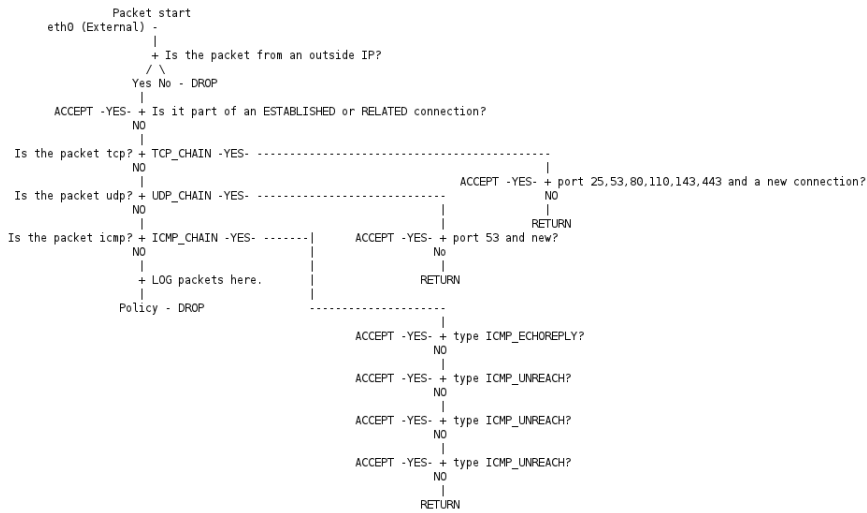 Packet start
eth0 (External) -
|
+ Is the packet from an outside IP?
/ \
Yes No - DROP
|
ACCEPT -YES- + Is it part of an ESTABLISHED or RELATED connection?
NO
|
Is the packet tcp? + TCP_CHAIN -YES- --------------------------------------------
NO |
| ACCEPT -YES- + port 25,53,80,110,143,443 and a new connection?
Is the packet udp? + UDP_CHAIN -YES- ---------------------------- NO
NO | |
| | RETURN
Is the packet icmp? + ICMP_CHAIN -YES- -------| ACCEPT -YES- + port 53 and new?
NO | No
| | |
+ LOG packets here. | RETURN
| |
Policy - DROP --------------------
|
ACCEPT -YES- + type ICMP_ECHOREPLY?
NO
|
ACCEPT -YES- + type ICMP_UNREACH?
NO
|
ACCEPT -YES- + type ICMP_UNREACH?
NO
|
ACCEPT -YES- + type ICMP_UNREACH?
NO
|
RETURN